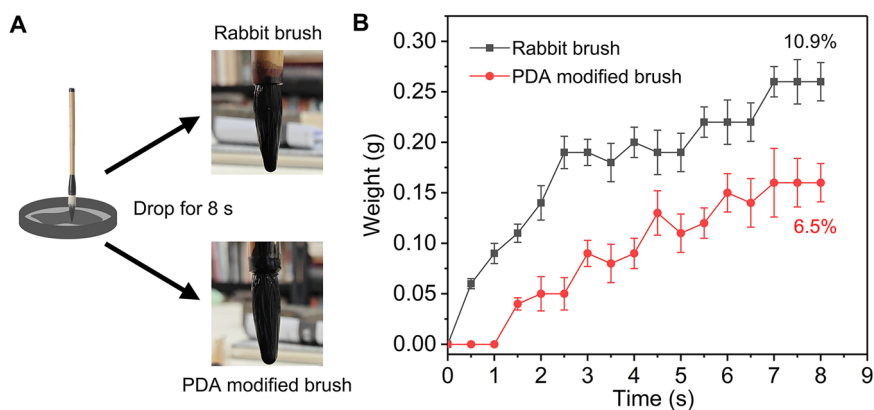 A
Rabbit brush
Drop for 8 s
PDA modified brush
B
Weight (g)
0.30
0.25
0.20
0.15
0.10
0.05
0.00
Rabbit brush
PDA modified brush
10.9%
6.5%
0 1 2 3 4 5 6 7 8 9
Time (s)